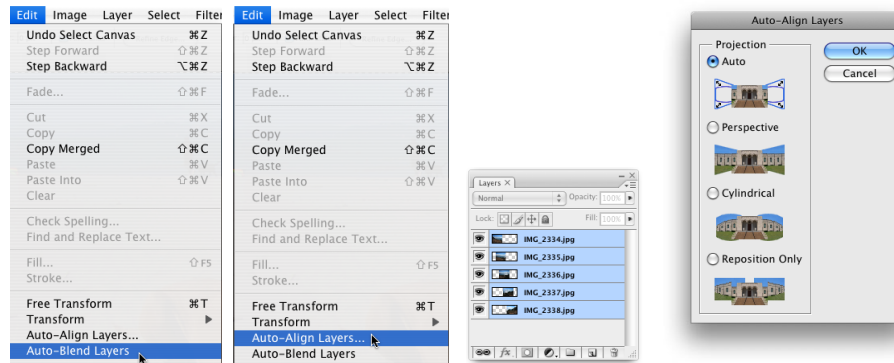 Edit Image Layer Select Filter
Undo Select Canvas ⌘Z
Step Forward ⇧⌘Z
Step Backward ⌥⌘Z
Fade... ⇧⌘F
Cut ⌘X
Copy ⌘C
Copy Merged ⇧⌘C
Paste ⌘V
Paste Into ⇧⌘V
Clear
Check Spelling...
Find and Replace Text...
Fill... ⇧F5
Stroke...
Free Transform ⌘T
Transform
Auto-Align Layers...
Auto-Blend Layers
Edit Image Layer Select Filter
Undo Select Canvas ⌘Z
Step Forward ⇧⌘Z
Step Backward ⌥⌘Z
Fade... ⇧⌘F
Cut ⌘X
Copy ⌘C
Copy Merged ⇧⌘C
Paste ⌘V
Paste Into ⇧⌘V
Clear
Check Spelling...
Find and Replace Text...
Fill... ⇧F5
Stroke...
Free Transform ⌘T
Transform
Auto-Align Layers...
Auto-Blend Layers
Layers X
Normal Opacity: 100%
Lock: Fill: 100%
IMG_2334.jpg
IMG_2335.jpg
IMG_2336.jpg
IMG_2337.jpg
IMG_2338.jpg
fx
Auto-Align Layers
Projection
Auto
Perspective
Cylindrical
Reposition Only
OK
Cancel